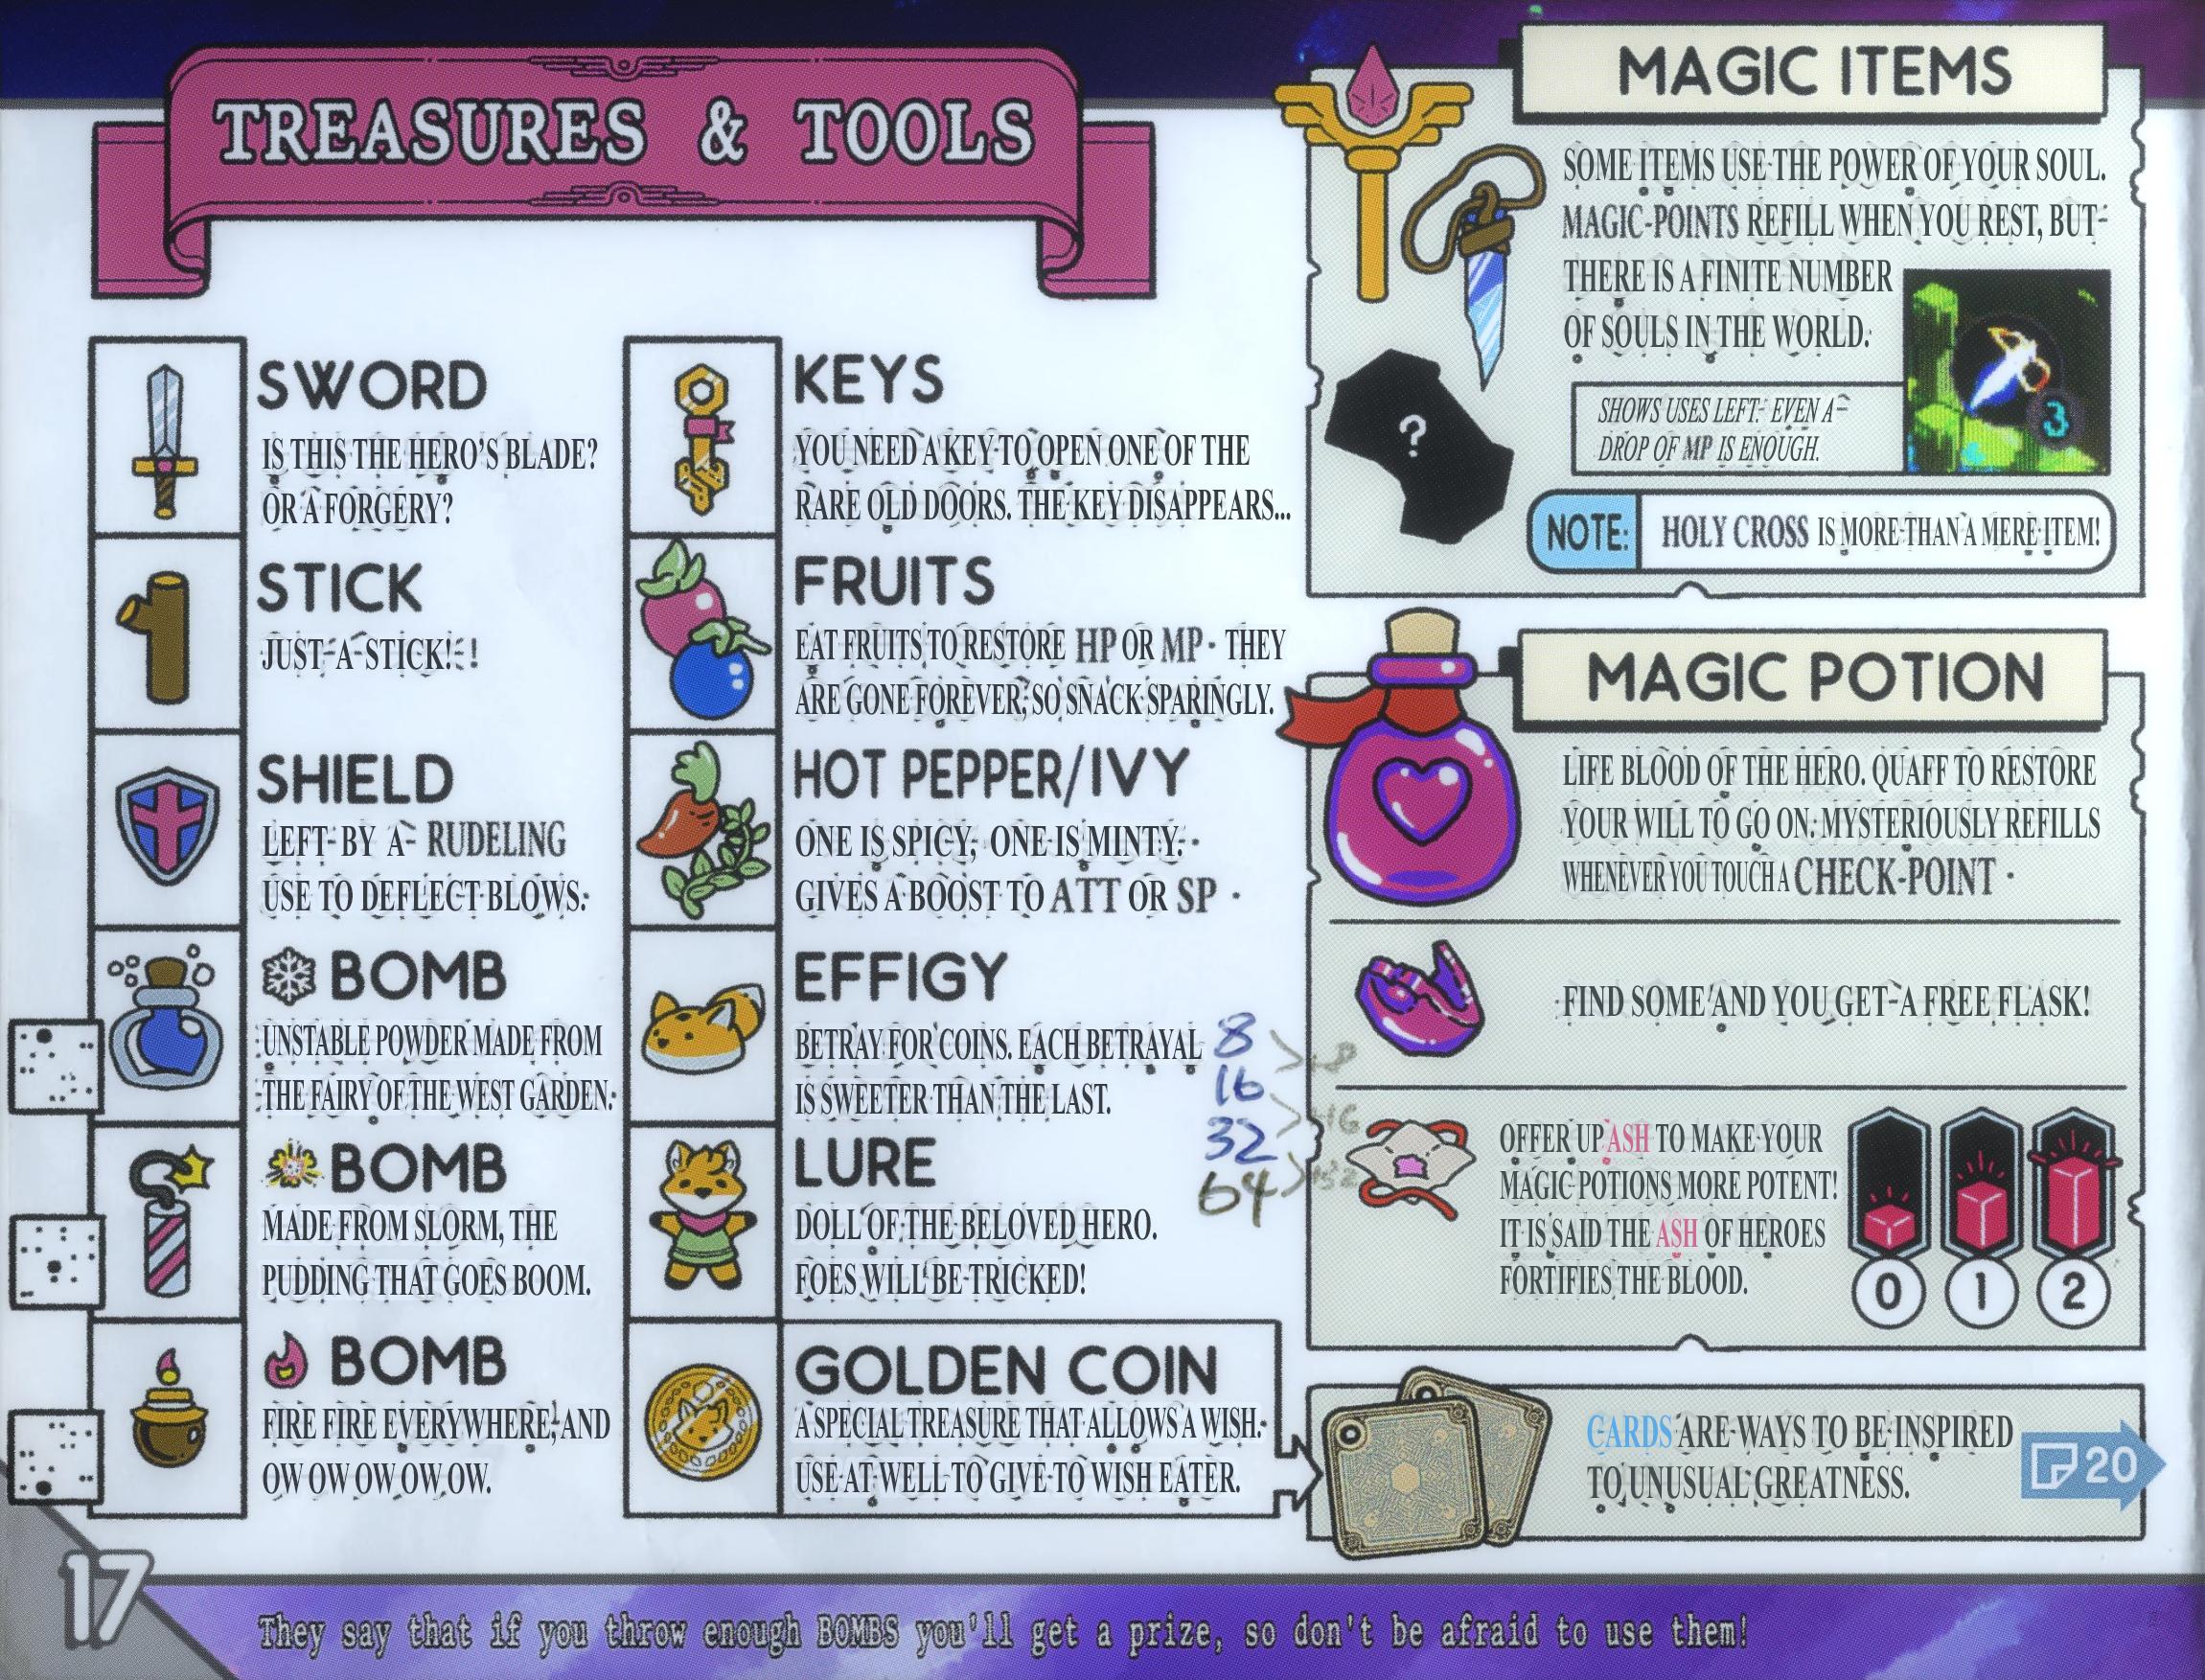 TREASURES & TOOLS
SWORD
IS THIS THE HERO'S BLADE?
OR A FORGERY?
STICK
JUST A STICK!
SHIELD
LEFT BY A RUDELING
USE TO DEFLECT BLOWS.
BOMB
UNSTABLE POWDER MADE FROM
THE FAIRY OF THE WEST GARDEN.
BOMB
MADE FROM SLORM, THE
PUDDING THAT GOES BOOM.
BOMB
FIRE FIRE EVERYWHERE, AND
OW OW OW OW OW.
KEYS
YOU NEED A KEY TO OPEN ONE OF THE
RARE OLD DOORS. THE KEY DISAPPEARS...
FRUITS
EAT FRUITS TO RESTORE HP OR MP. THEY
ARE GONE FOREVER, SO SNACK SPARINGLY.
HOT PEPPER/IVY
ONE IS SPICY, ONE IS MINTY.
GIVES A BOOST TO ATT OR SP.
EFFIGY
BETRAY FOR COINS. EACH BETRAYAL
IS SWEETER THAN THE LAST.
8
16
32
64
LURE
DOLL OF THE BELOVED HERO.
FOES WILL BE TRICKED!
GOLDEN COIN
A SPECIAL TREASURE THAT ALLOWS A WISH.
USE AT WELL TO GIVE TO WISH EATER.
MAGIC ITEMS
SOME ITEMS USE THE POWER OF YOUR SOUL.
MAGIC-POINTS REFILL WHEN YOU REST, BUT
THERE IS A FINITE NUMBER
OF SOULS IN THE WORLD.
?
3
SHOWS USES LEFT. EVEN A
DROP OF MP IS ENOUGH.
NOTE: HOLY CROSS IS MORE THAN A MERE ITEM!
MAGIC POTION
LIFE BLOOD OF THE HERO. QUAFF TO RESTORE
YOUR WILL TO GO ON. MYSTERIOUSLY REFILLS
WHENEVER YOU TOUCH A CHECK-POINT.
FIND SOME AND YOU GET A FREE FLASK!
OFFER UP ASH TO MAKE YOUR
MAGIC POTIONS MORE POTENT!
IT IS SAID THE ASH OF HEROES
FORTIFIES THE BLOOD.
0 1 2
CARDS ARE WAYS TO BE INSPIRED
TO UNUSUAL GREATNESS.
20
17
They say that if you throw enough BOMBS you'll get a prize, so don't be afraid to use them!